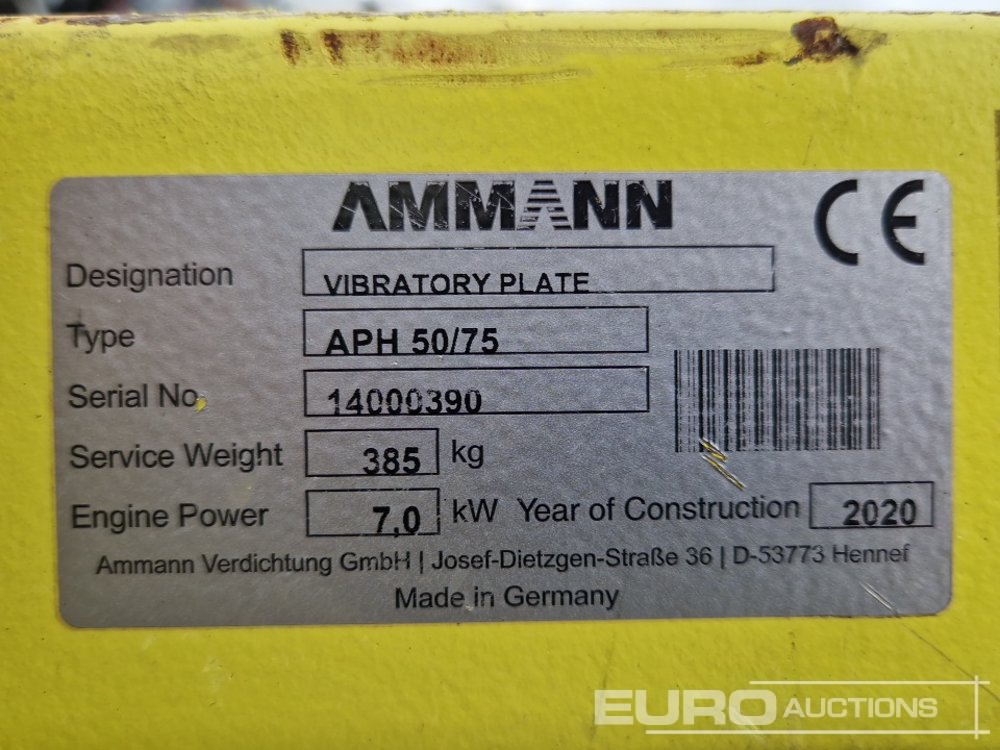 AMMANN CE
Designation VIBRATORY PLATE
Type APH 50/75
Serial No. 14000390
Service Weight 385 kg
Engine Power 7,0 kW Year of Construction 2020
Ammann Verdichtung GmbH | Josef-Dietzgen-Straße 36 | D-53773 Hennef
Made in Germany
EURO AUCTIONS